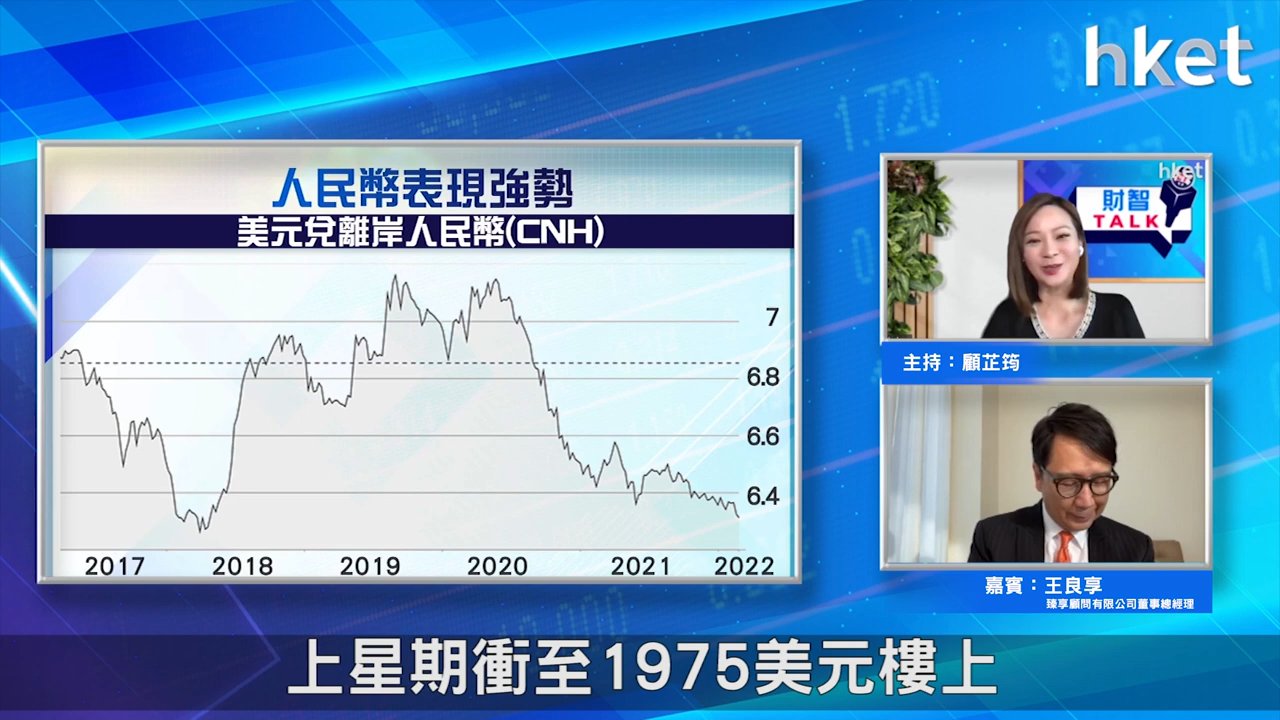 hket
人民幣表現強勢
美元兌離岸人民幣(CNH)
7
6.8
6.6
6.4
2017 2018 2019 2020 2021 2022
hket
財智
TALK
主持：顧芷筠
嘉賓：王良享
臻享顧問有限公司董事總經理
1.720
上星期衝至1975美元樓上